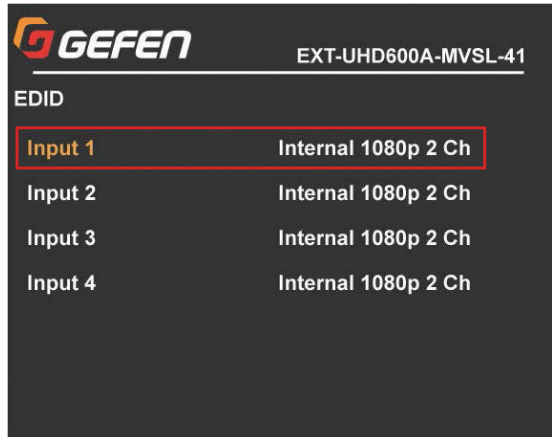 GEFEN
EXT-UHD600A-MVSL-41
EDID
Input 1 Internal 1080p 2 Ch
Input 2 Internal 1080p 2 Ch
Input 3 Internal 1080p 2 Ch
Input 4 Internal 1080p 2 Ch